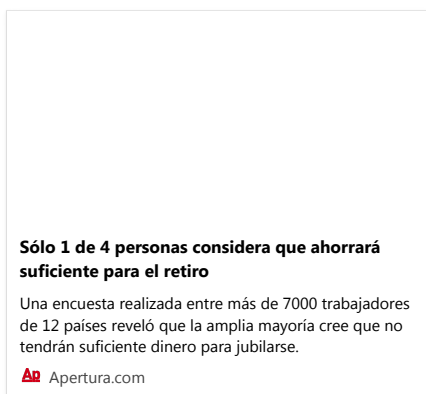 Sólo 1 de 4 personas considera que ahorrará
suficiente para el retiro
Una encuesta realizada entre más de 7000 trabajadores
de 12 países reveló que la amplia mayoría cree que no
tendrán suficiente dinero para jubilarse.
Ap Apertura.com